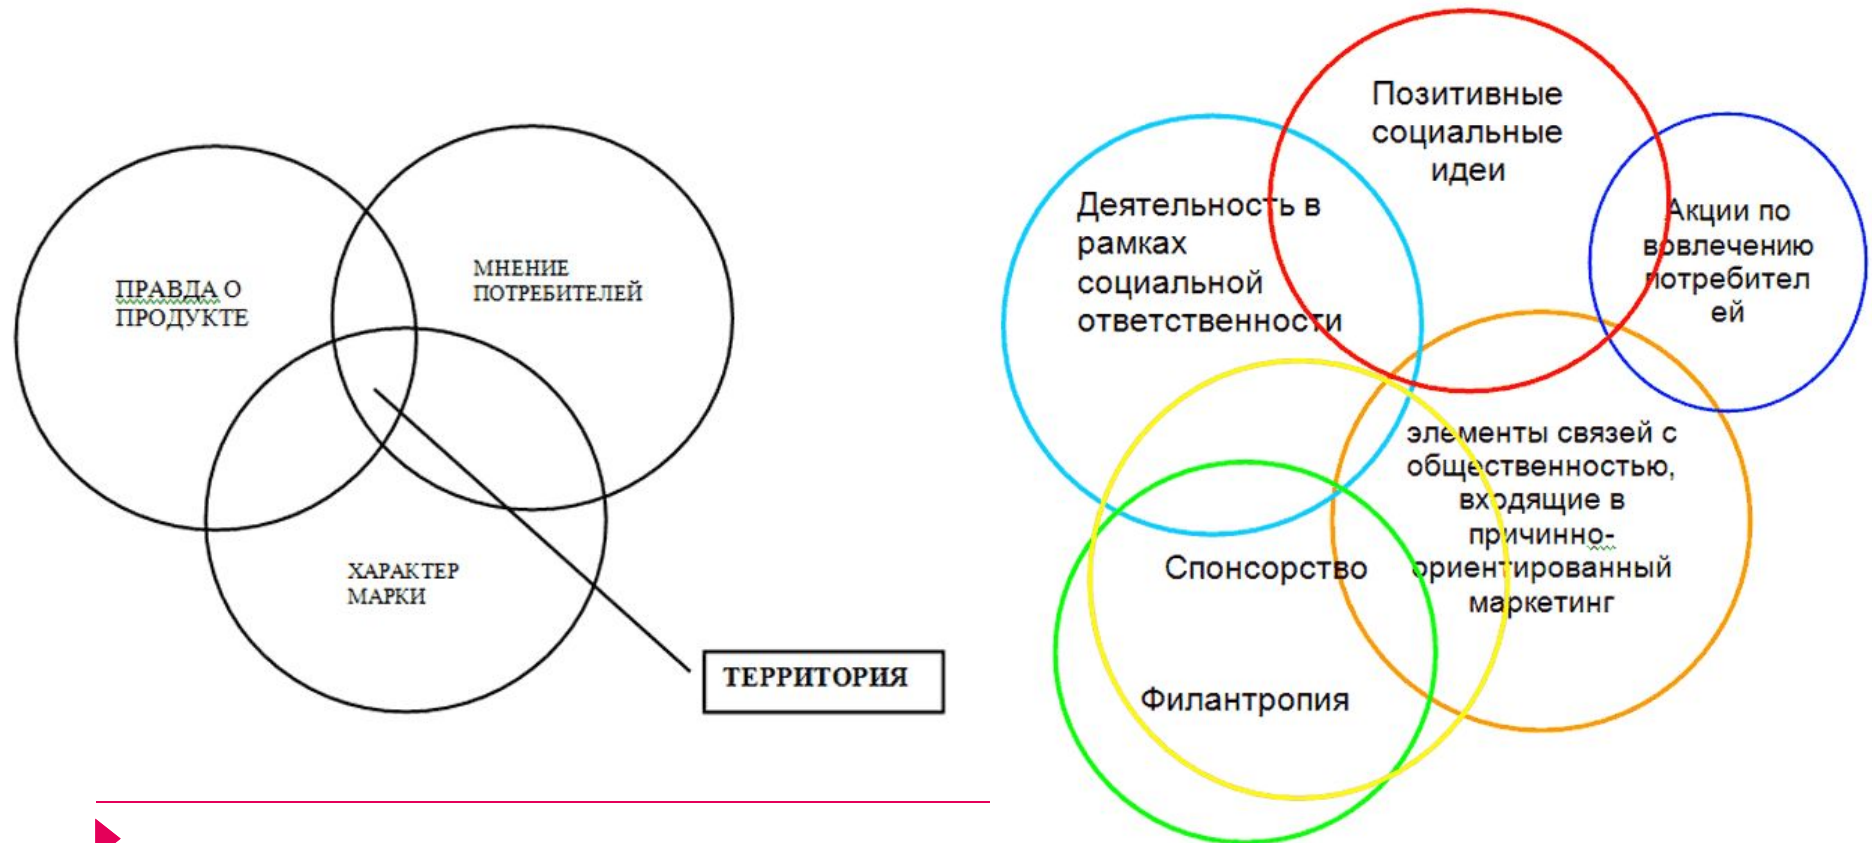 ПРАВДА О
ПРОДУКТЕ
МНЕНИЕ
ПОТРЕБИТЕЛЕЙ
ХАРАКТЕР
МАРКИ
ТЕРРИТОРИЯ
Позитивные
социальные
идеи
Деятельность в
рамках
социальной
ответственности
Акции по
вовлечению
потребител
ей
элементы связей с
общественностью,
входящие в
причинно-
ориентированный
маркетинг
Спонсорство
Филантропия